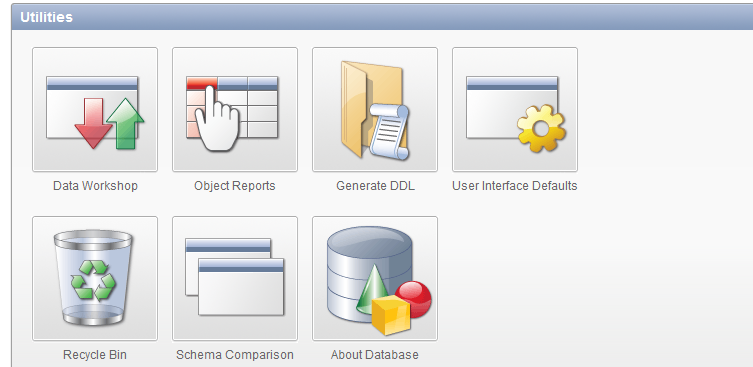 Utilities
Data Workshop
Object Reports
Generate DDL
User Interface Defaults
Recycle Bin
Schema Comparison
About Database